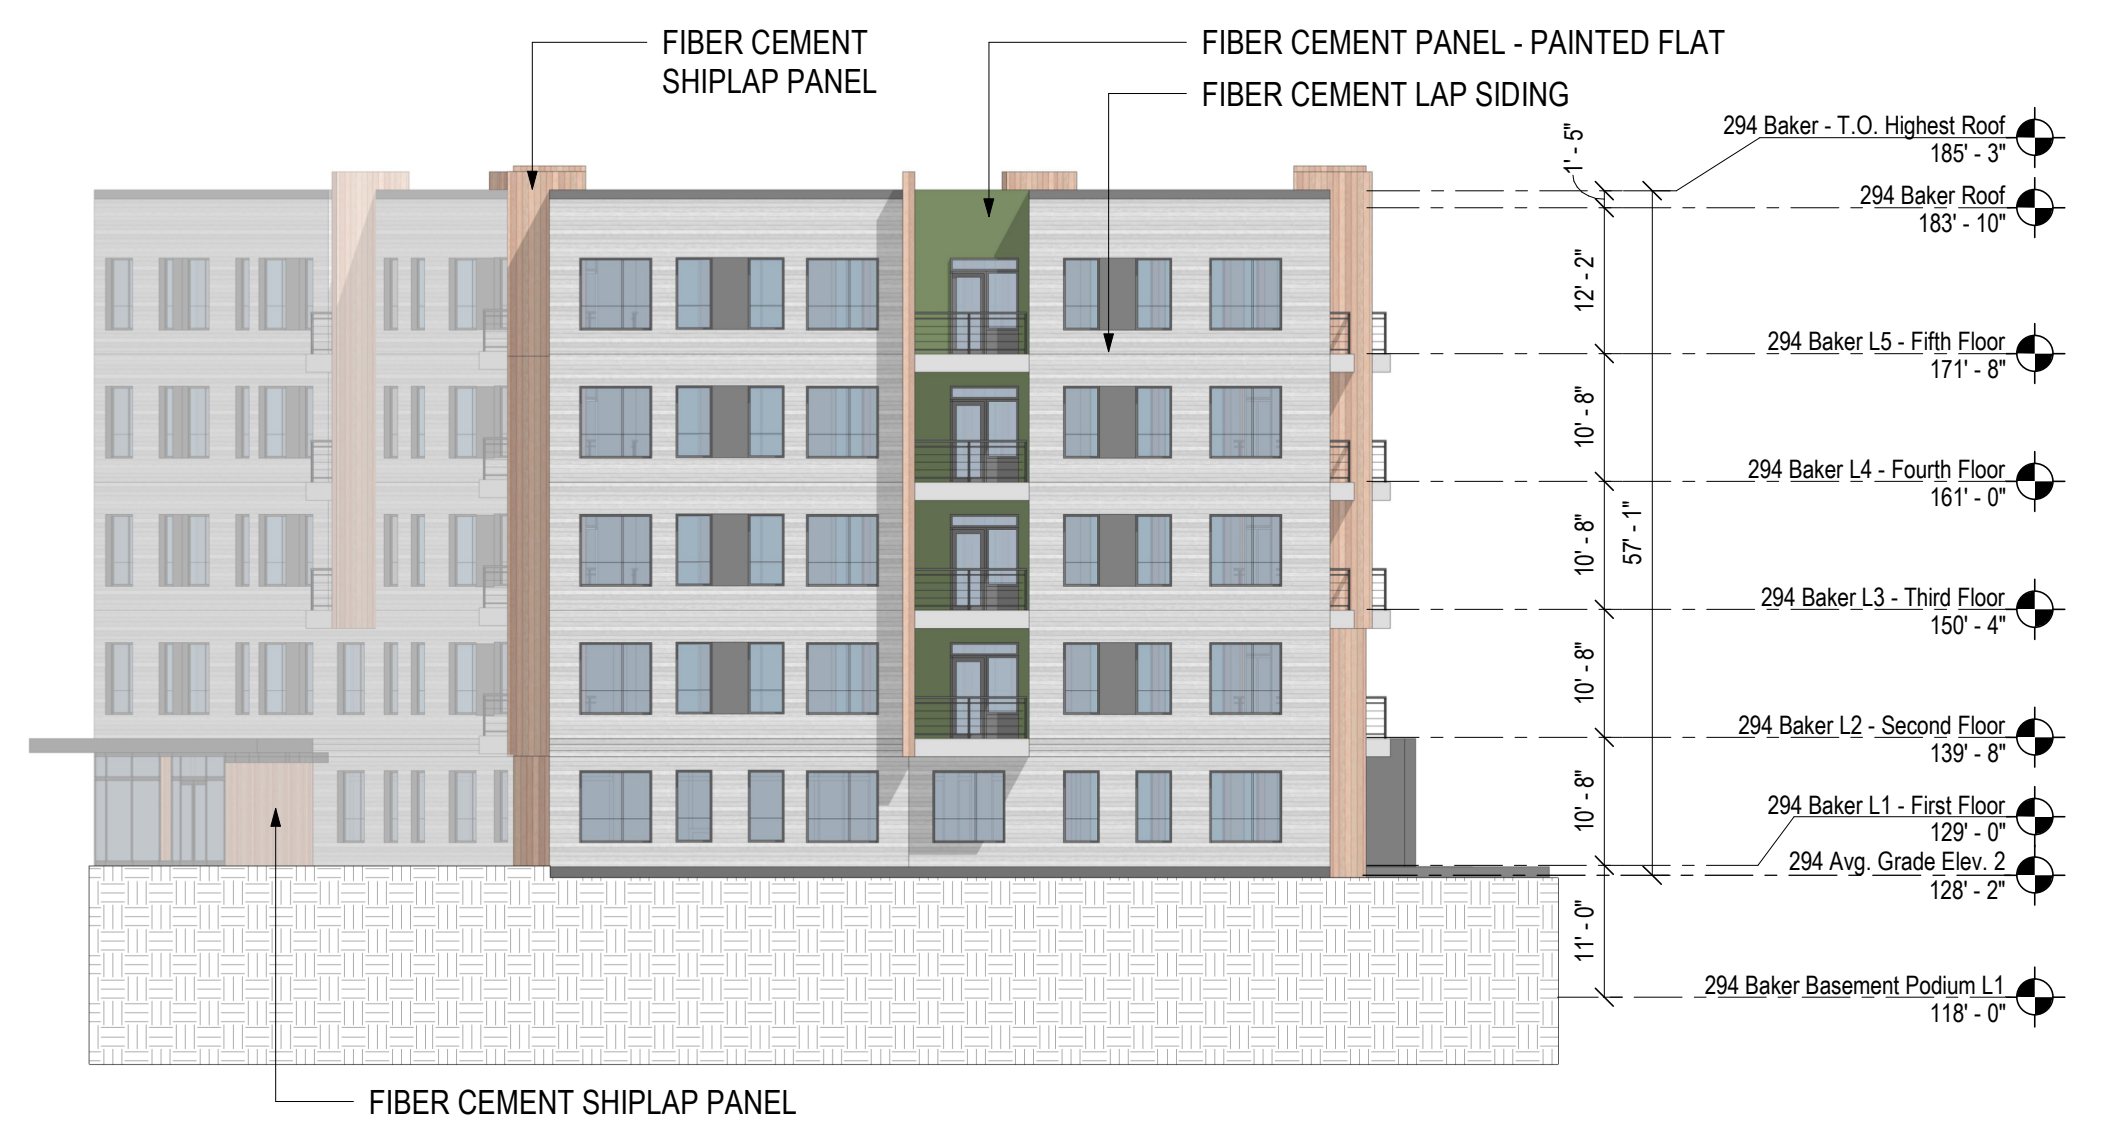 FIBER CEMENT
SHIPLAP PANEL
FIBER CEMENT PANEL - PAINTED FLAT
FIBER CEMENT LAP SIDING
294 Baker - T.O. Highest Roof
185' - 3"
1' - 5"
294 Baker Roof
183' - 10"
12' - 2"
294 Baker L5 - Fifth Floor
171' - 8"
10' - 8"
294 Baker L4 - Fourth Floor
161' - 0"
10' - 8"
57' - 1"
294 Baker L3 - Third Floor
150' - 4"
10' - 8"
294 Baker L2 - Second Floor
139' - 8"
10' - 8"
294 Baker L1 - First Floor
129' - 0"
294 Avg. Grade Elev. 2
128' - 2"
11' - 0"
294 Baker Basement Podium L1
118' - 0"
FIBER CEMENT SHIPLAP PANEL